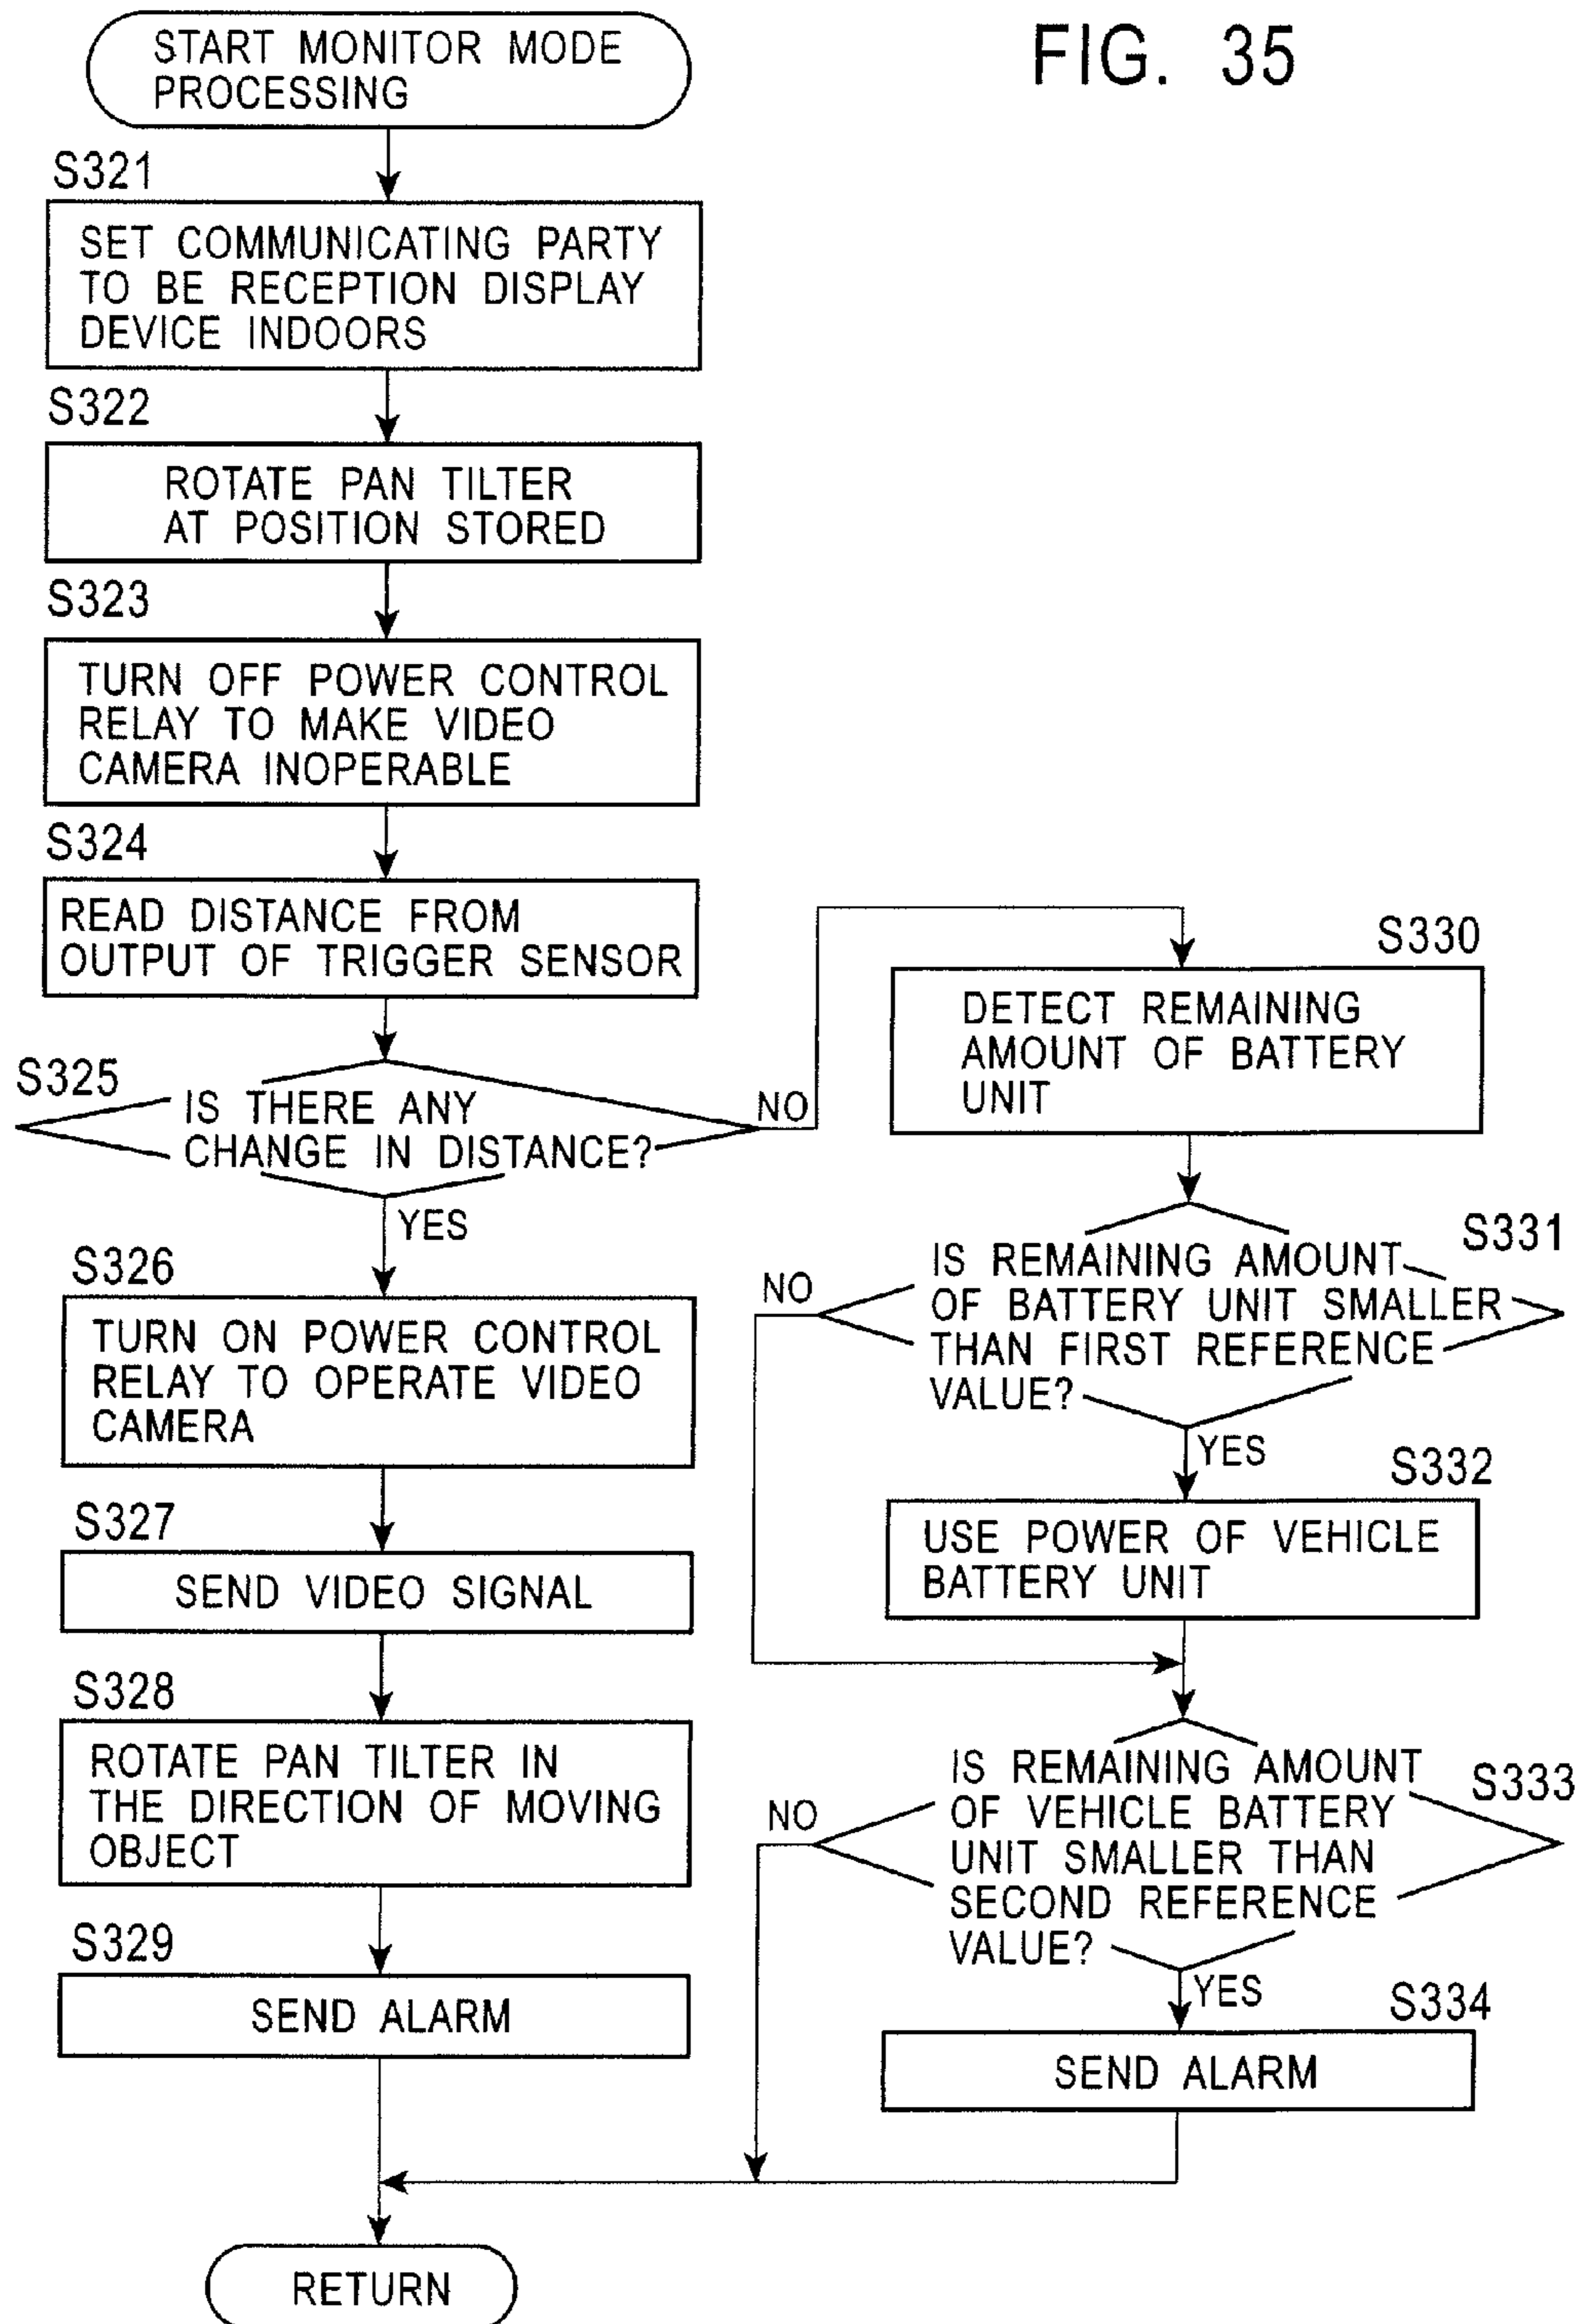 FIG. 35
START MONITOR MODE
PROCESSING
S321
SET COMMUNICATING PARTY
TO BE RECEPTION DISPLAY
DEVICE INDOORS
S322
ROTATE PAN TILTER
AT POSITION STORED
S323
TURN OFF POWER CONTROL
RELAY TO MAKE VIDEO
CAMERA INOPERABLE
S324
READ DISTANCE FROM
OUTPUT OF TRIGGER SENSOR
S325
IS THERE ANY
CHANGE IN DISTANCE?
NO
YES
S326
TURN ON POWER CONTROL
RELAY TO OPERATE VIDEO
CAMERA
S327
SEND VIDEO SIGNAL
S328
ROTATE PAN TILTER IN
THE DIRECTION OF MOVING
OBJECT
S329
SEND ALARM
S330
DETECT REMAINING
AMOUNT OF BATTERY
UNIT
S331
IS REMAINING AMOUNT
OF BATTERY UNIT SMALLER
THAN FIRST REFERENCE
VALUE?
NO
YES
S332
USE POWER OF VEHICLE
BATTERY UNIT
S333
IS REMAINING AMOUNT
OF VEHICLE BATTERY
UNIT SMALLER THAN
SECOND REFERENCE
VALUE?
NO
YES
S334
SEND ALARM
RETURN